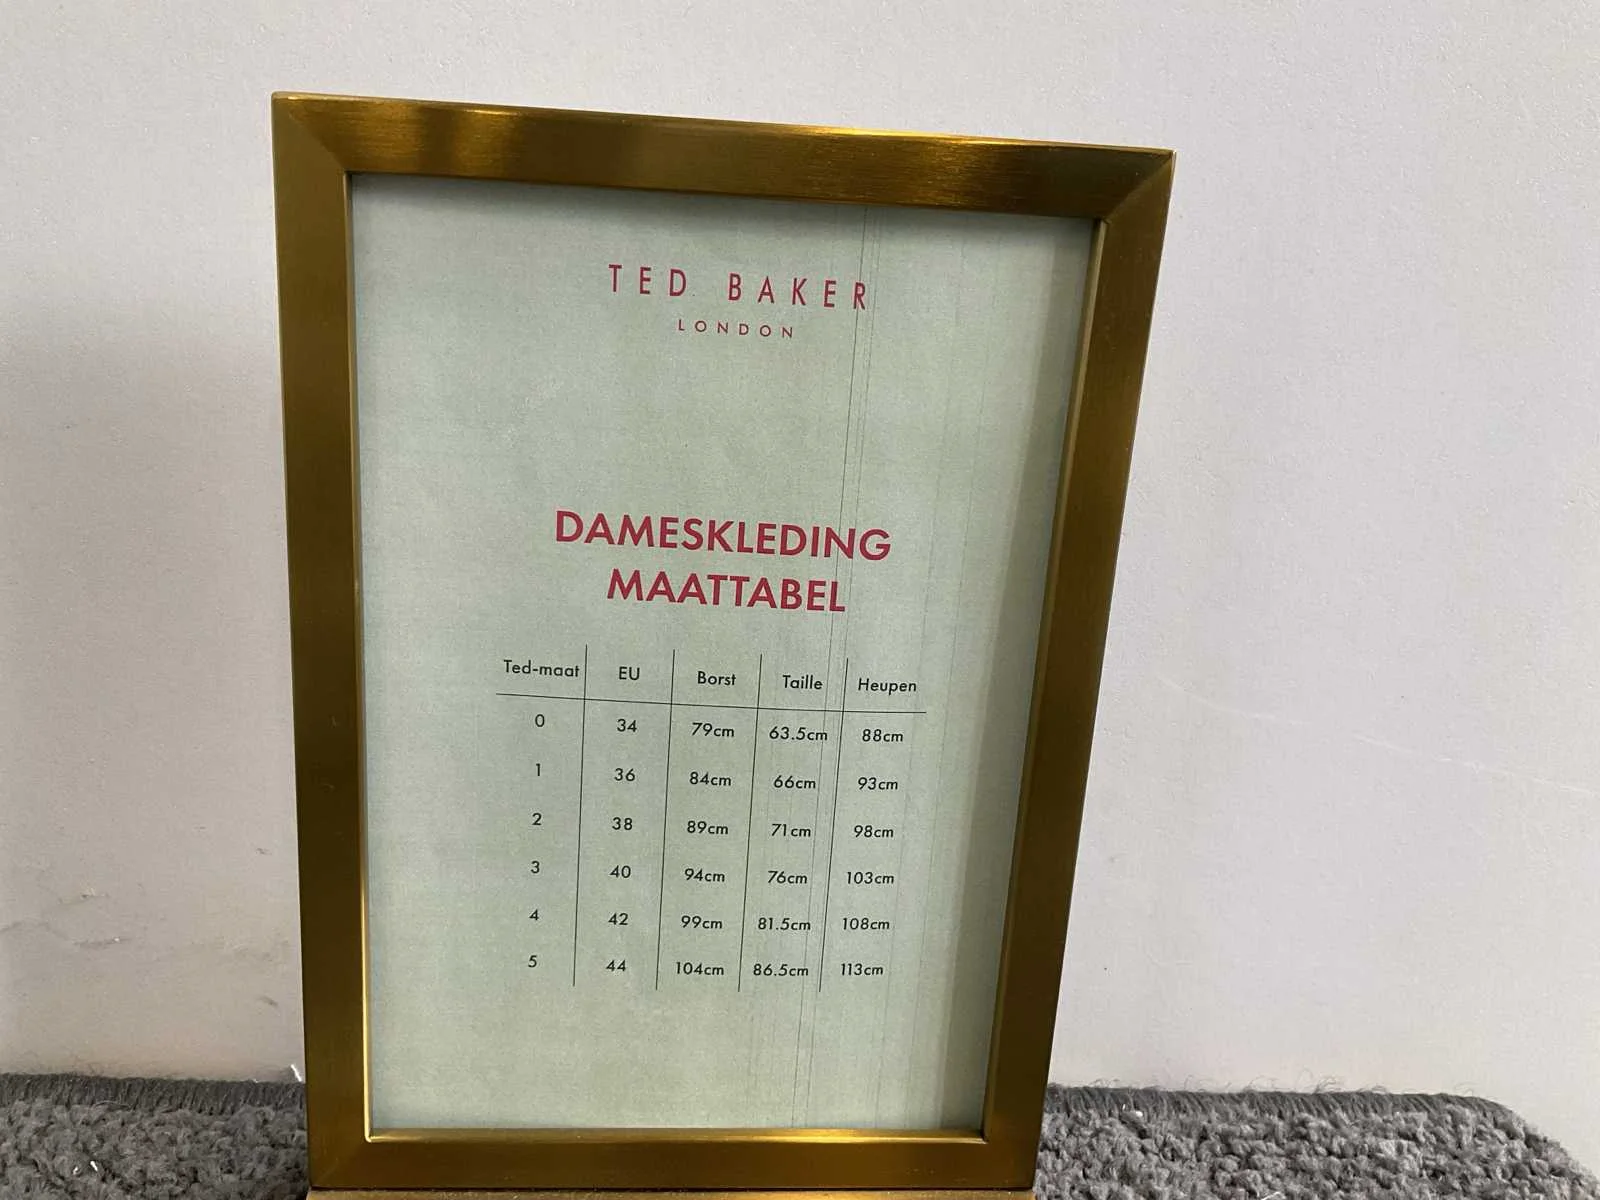 TED BAKER
LONDON
DAMESKLEDING
MAATTABEL
Ted-maat EU Borst Taille Heupen
0 34 79cm 63.5cm 88cm
1 36 84cm 66cm 93cm
2 38 89cm 71cm 98cm
3 40 94cm 76cm 103cm
4 42 99cm 81.5cm 108cm
5 44 104cm 86.5cm 113cm